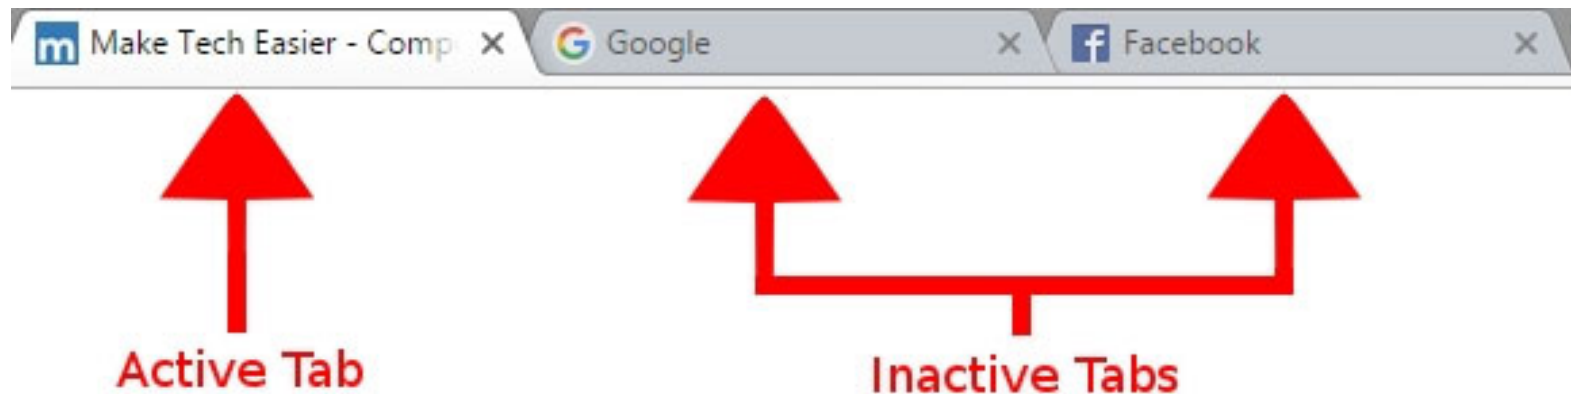 m Make Tech Easier - Comp
G Google
f Facebook
Active Tab
Inactive Tabs